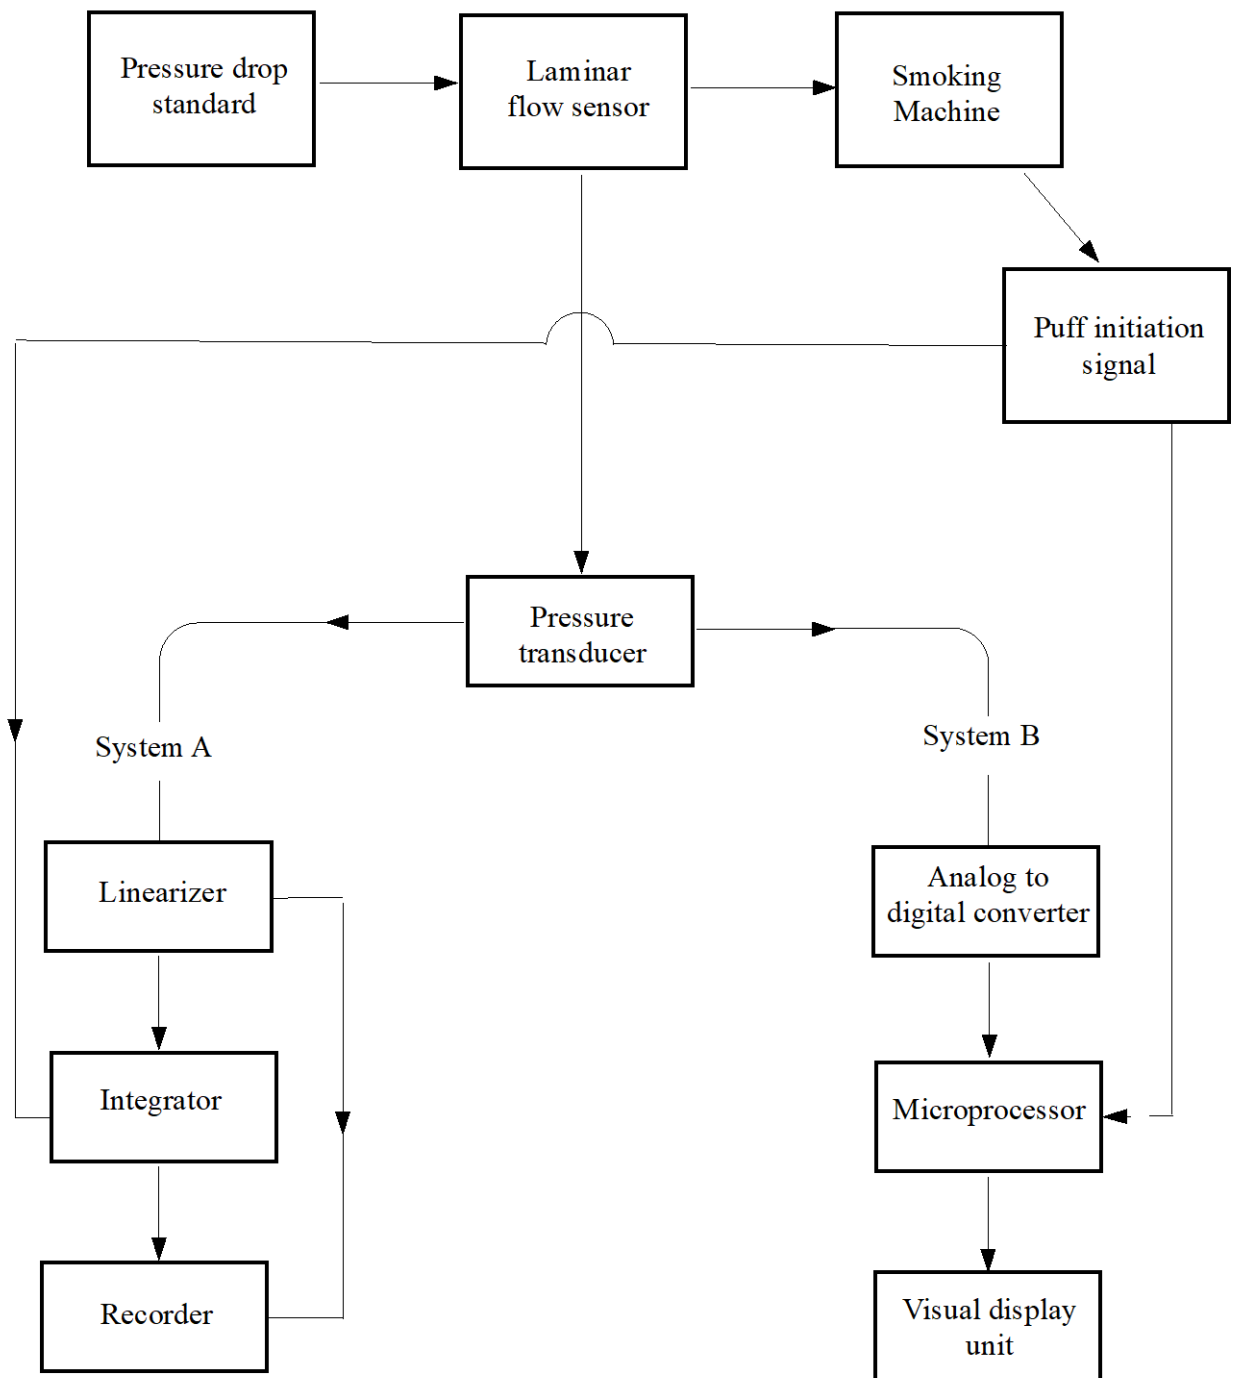 Pressure drop
standard
Laminar
flow sensor
Smoking
Machine
Puff initiation
signal
Pressure
transducer
System A
System B
Linearizer
Analog to
digital converter
Integrator
Microprocessor
Recorder
Visual display
unit